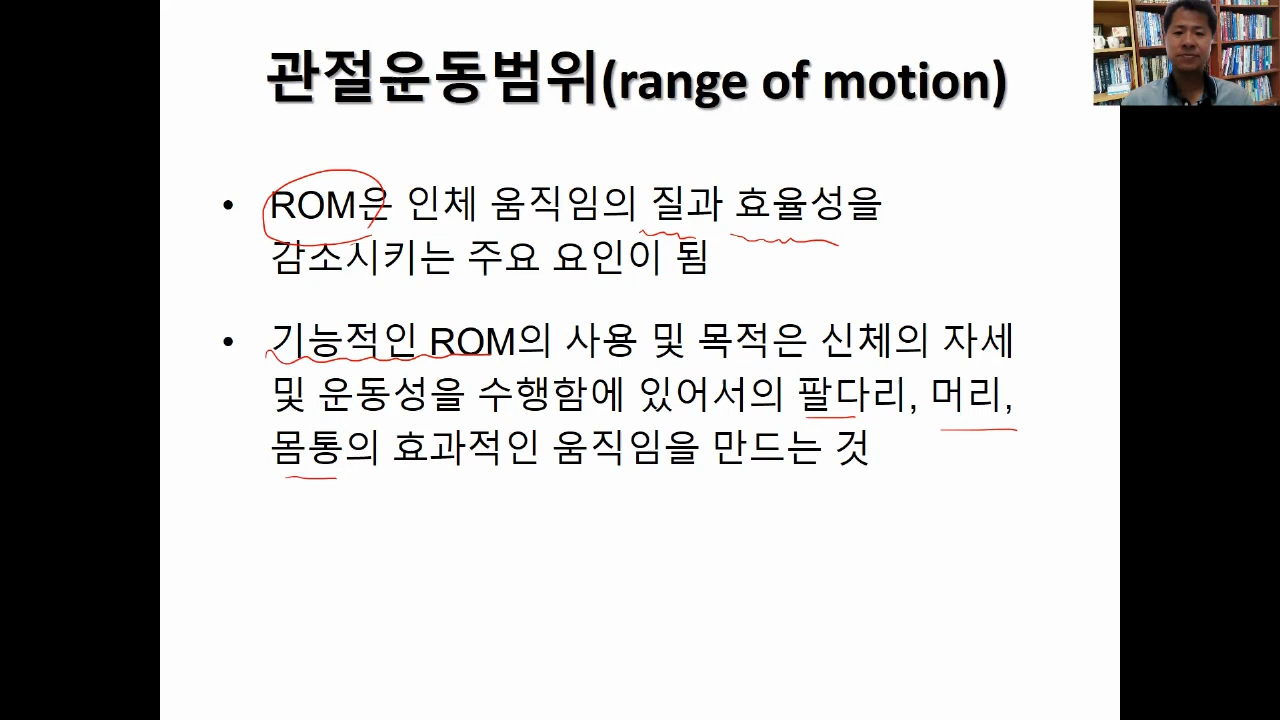 관절운동범위(range of motion)
• ROM은 인체 움직임의 질과 효율성을
감소시키는 주요 요인이 됨
• 기능적인 ROM의 사용 및 목적은 신체의 자세
및 운동성을 수행함에 있어서의 팔다리, 머리,
몸통의 효과적인 움직임을 만드는 것